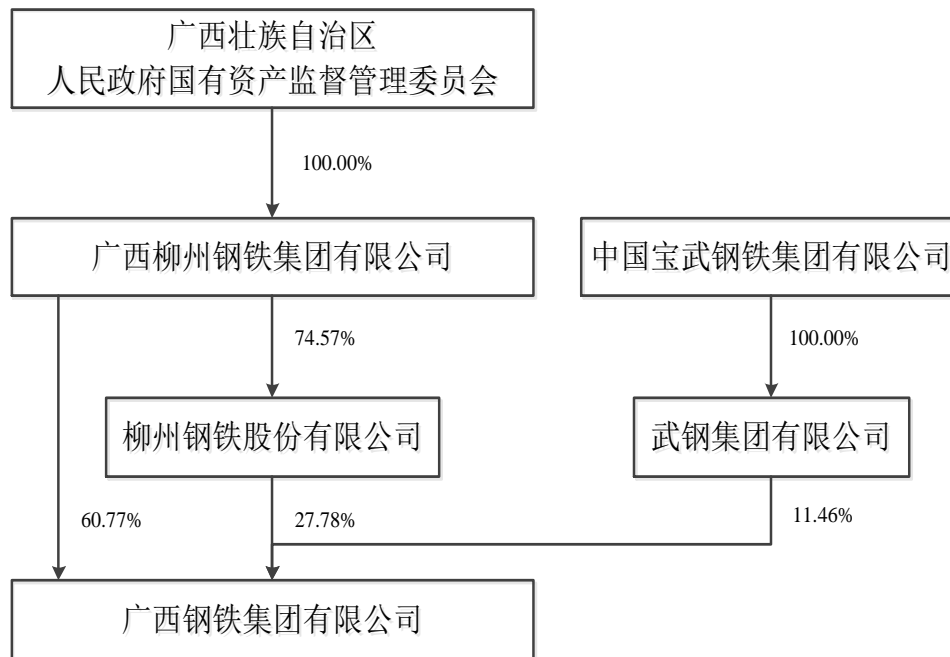 广西壮族自治区
人民政府国有资产监督管理委员会
100.00%
广西柳州钢铁集团有限公司
中国宝武钢铁集团有限公司
74.57%
100.00%
柳州钢铁股份有限公司
武钢集团有限公司
60.77%
27.78%
11.46%
广西钢铁集团有限公司